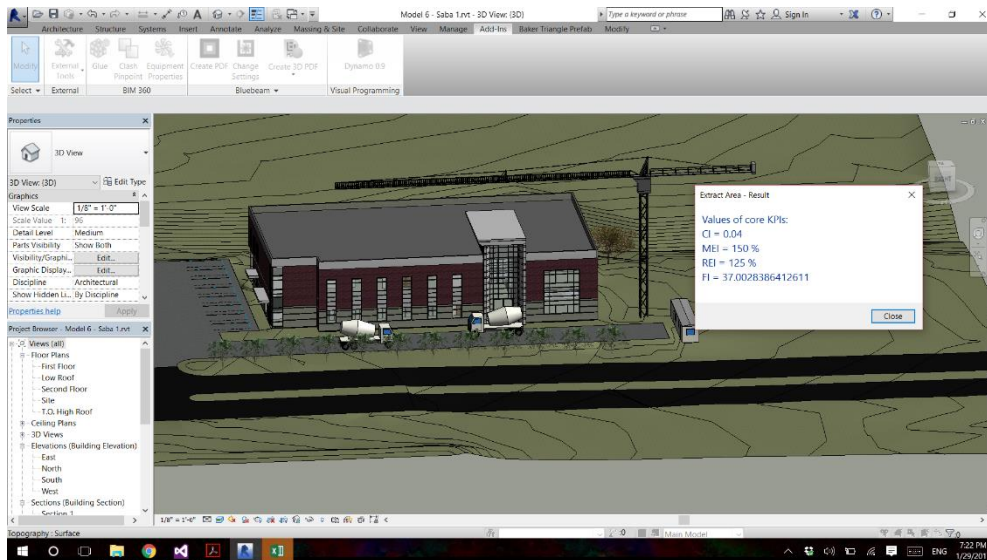 Model 6 - Saba 1.rvt - 3D View: {3D}
Type a keyword or phrase
Sign In
Architecture Structure Systems Insert Annotate Analyze Massing & Site Collaborate View Manage Add-Ins Baker Triangle Prefab Modify
Modify
External Tools
Glue
Clash Pinpoint
Equipment Properties
Create PDF
Change Settings
Create 3D PDF
Dynamo 0.9
Select
External
BIM 360
Bluebeam
Visual Programming
Properties
3D View
3D View: {3D}
Edit Type
Graphics
View Scale 1/8" = 1'-0"
Scale Value 1: 96
Detail Level Medium
Parts Visibility Show Both
Visibility/Graphi... Edit...
Graphic Display... Edit...
Discipline Architectural
Show Hidden Li... By Discipline
Properties help
Apply
Project Browser - Model 6 - Saba 1.rvt
Views (all)
Floor Plans
First Floor
Low Roof
Second Floor
Site
T.O. High Roof
Ceiling Plans
3D Views
Elevations (Building Elevation)
East
North
South
West
Sections (Building Section)
Section 1
Extract Area - Result
Values of core KPIs:
CI = 0.04
MEI = 150 %
REI = 125 %
FI = 37.0028386412611
Close
1/8" = 1'-0"
Topography : Surface
:0
Main Model
ENG
7:22 PM
1/29/201